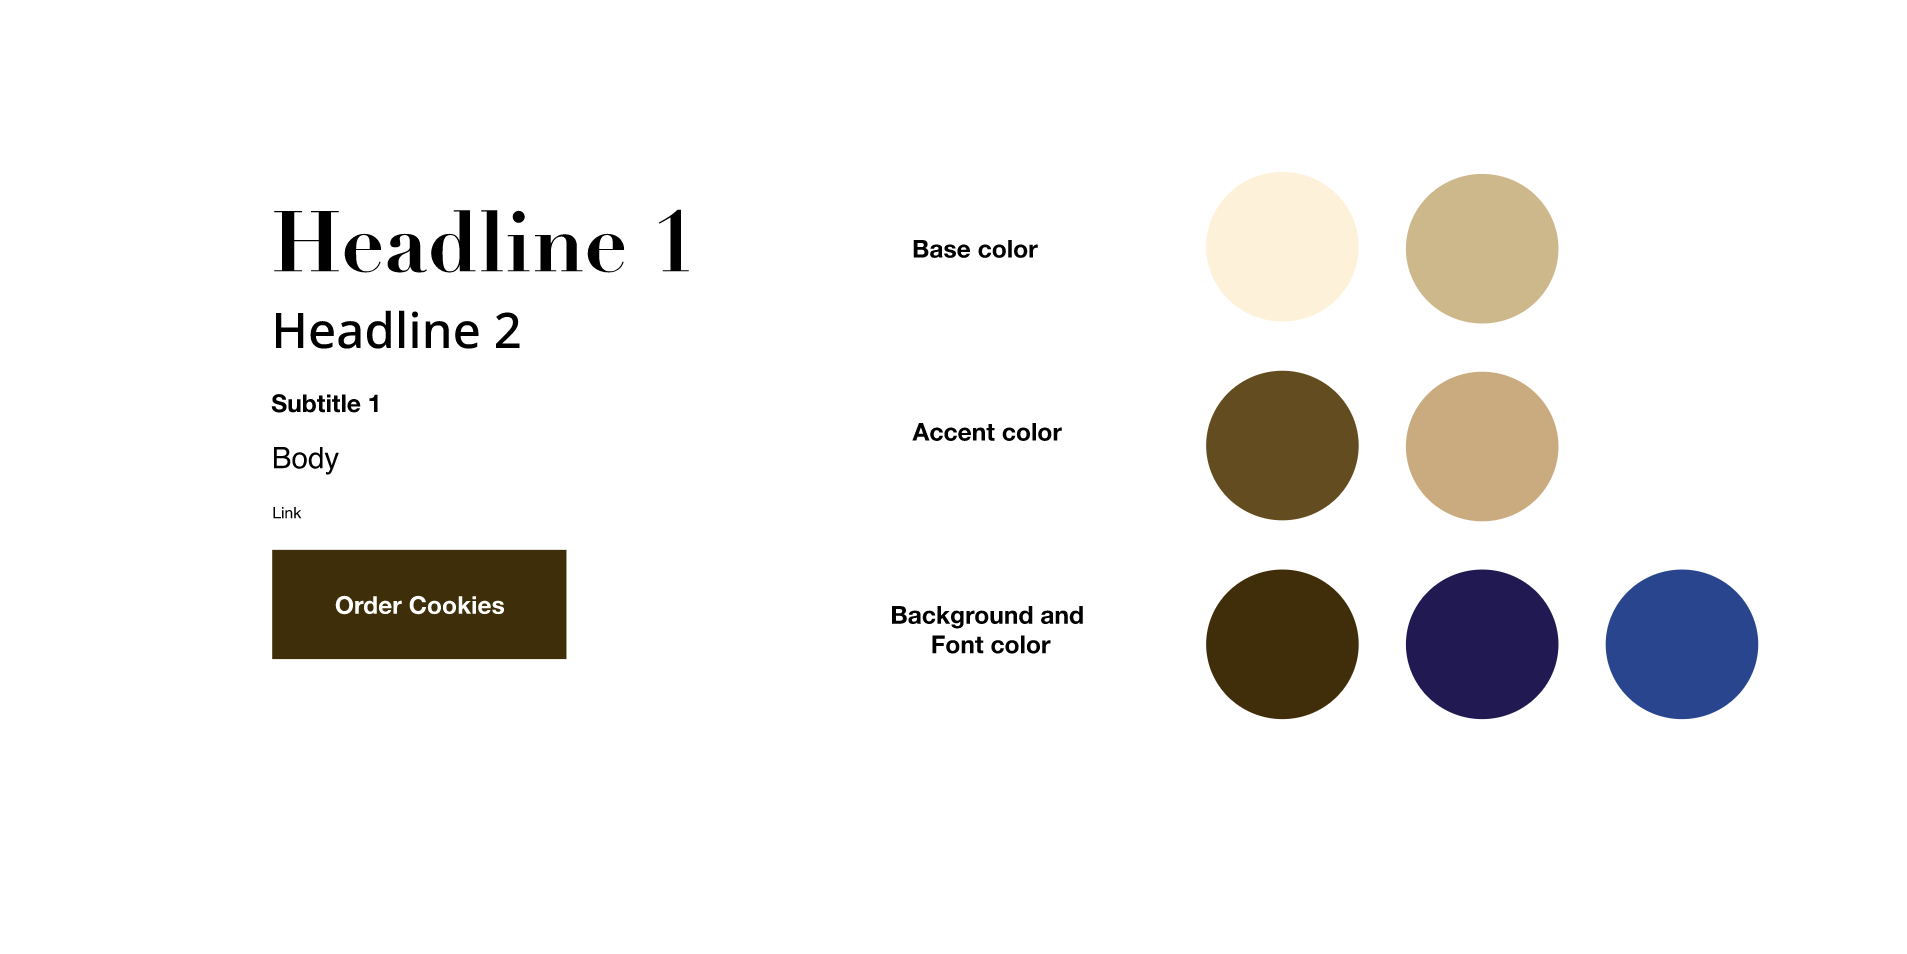 Headline 1
Headline 2
Subtitle 1
Body
Link
Order Cookies
Base color
Accent color
Background and
Font color